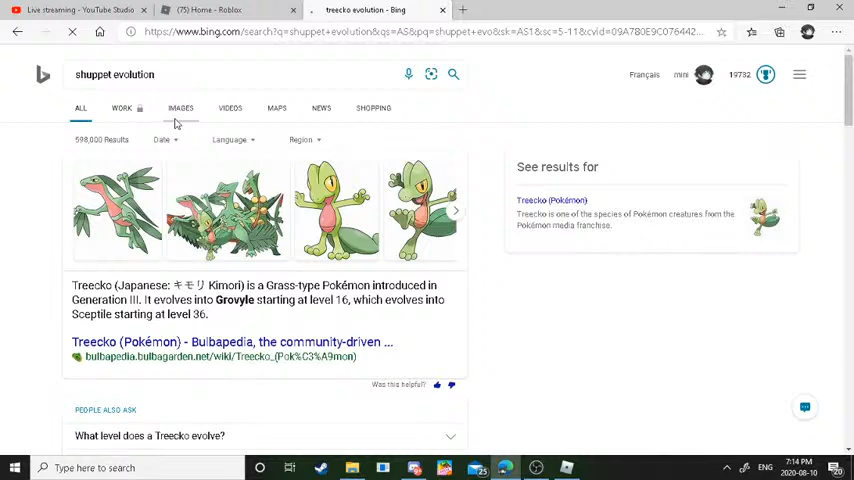 Live streaming - YouTube Studio
(75) Home - Roblox
treecko evolution - Bing
https://www.bing.com/search?q=shuppet+evolution&qs=AS&pq=shuppet+evo&sk=AS1&sc=5-11&cvid=09A780E9C076442...
shuppet evolution
Français
mini
19732
ALL
WORK
IMAGES
VIDEOS
MAPS
NEWS
SHOPPING
598,000 Results
Date
Language
Region
See results for
Treecko (Pokémon)
Treecko is one of the species of Pokémon creatures from the
Pokémon media franchise.
Treecko (Japanese: キモリ Kimori) is a Grass-type Pokémon introduced in
Generation III. It evolves into Grovyle starting at level 16, which evolves into
Sceptile starting at level 36.
Treecko (Pokémon) - Bulbapedia, the community-driven ...
bulbapedia.bulbagarden.net/wiki/Treecko_(Pok%C3%A9mon)
Was this helpful?
PEOPLE ALSO ASK
What level does a Treecko evolve?
Type here to search
25
ENG
7:14 PM
2020-08-10
20